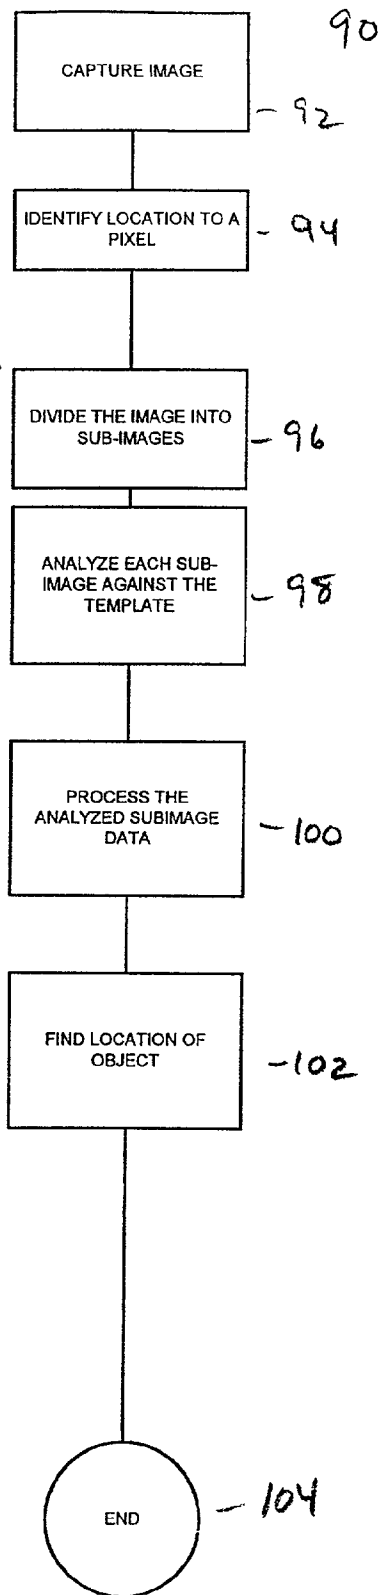 90
CAPTURE IMAGE
- 92
IDENTIFY LOCATION TO A
PIXEL
- 94
DIVIDE THE IMAGE INTO
SUB-IMAGES
- 96
ANALYZE EACH SUB-
IMAGE AGAINST THE
TEMPLATE
- 98
PROCESS THE
ANALYZED SUBIMAGE
DATA
- 100
FIND LOCATION OF
OBJECT
- 102
END
- 104